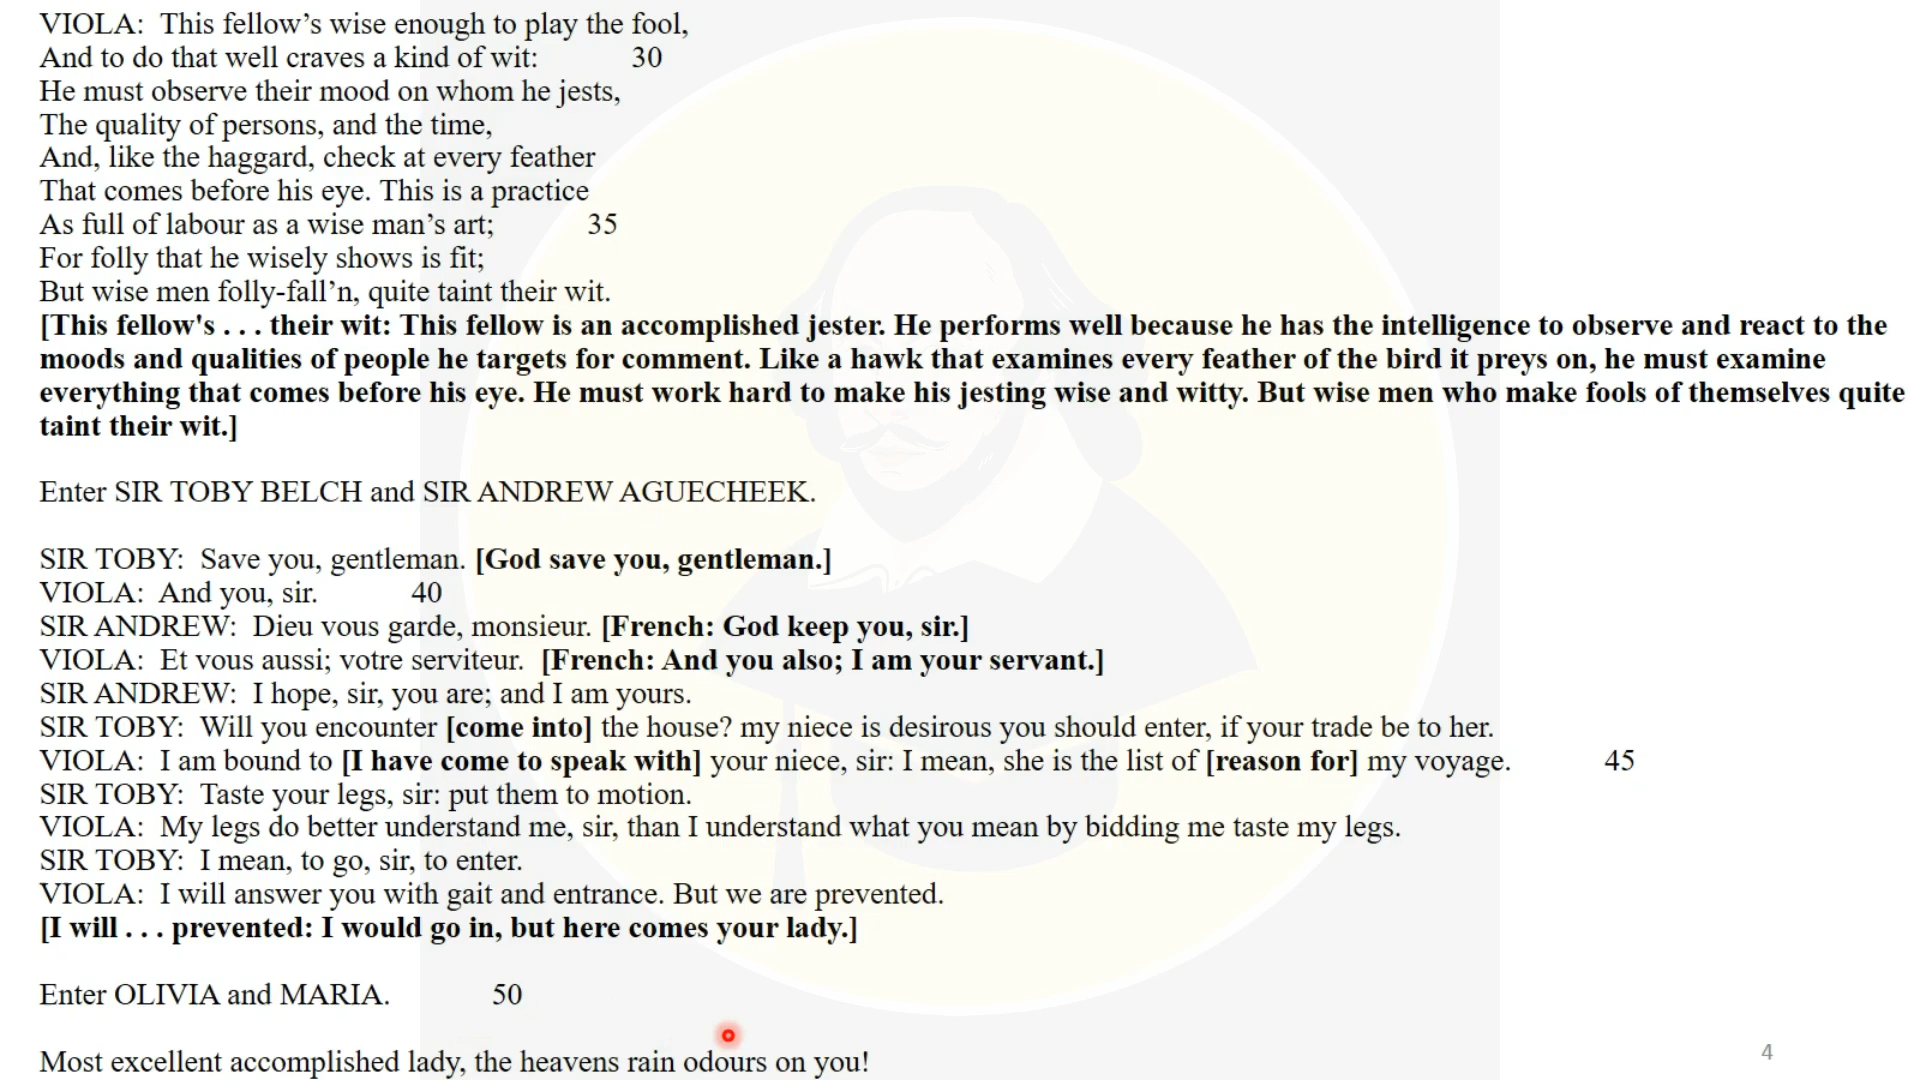 VIOLA:  This fellow’s wise enough to play the fool,
And to do that well craves a kind of wit:            30
He must observe their mood on whom he jests,
The quality of persons, and the time,
And, like the haggard, check at every feather
That comes before his eye. This is a practice
As full of labour as a wise man’s art;            35
For folly that he wisely shows is fit;
But wise men folly-fall’n, quite taint their wit.
[This fellow's . . . their wit: This fellow is an accomplished jester. He performs well because he has the intelligence to observe and react to the
moods and qualities of people he targets for comment. Like a hawk that examines every feather of the bird it preys on, he must examine
everything that comes before his eye. He must work hard to make his jesting wise and witty. But wise men who make fools of themselves quite
taint their wit.]
Enter SIR TOBY BELCH and SIR ANDREW AGUECHEEK.
SIR TOBY:  Save you, gentleman. [God save you, gentleman.]
VIOLA:  And you, sir.            40
SIR ANDREW:  Dieu vous garde, monsieur. [French: God keep you, sir.]
VIOLA:  Et vous aussi; votre serviteur.  [French: And you also; I am your servant.]
SIR ANDREW:  I hope, sir, you are; and I am yours.
SIR TOBY:  Will you encounter [come into] the house? my niece is desirous you should enter, if your trade be to her.
VIOLA:  I am bound to [I have come to speak with] your niece, sir: I mean, she is the list of [reason for] my voyage.            45
SIR TOBY:  Taste your legs, sir: put them to motion.
VIOLA:  My legs do better understand me, sir, than I understand what you mean by bidding me taste my legs.
SIR TOBY:  I mean, to go, sir, to enter.
VIOLA:  I will answer you with gait and entrance. But we are prevented.
[I will . . . prevented: I would go in, but here comes your lady.]
Enter OLIVIA and MARIA.            50
Most excellent accomplished lady, the heavens rain odours on you!
4